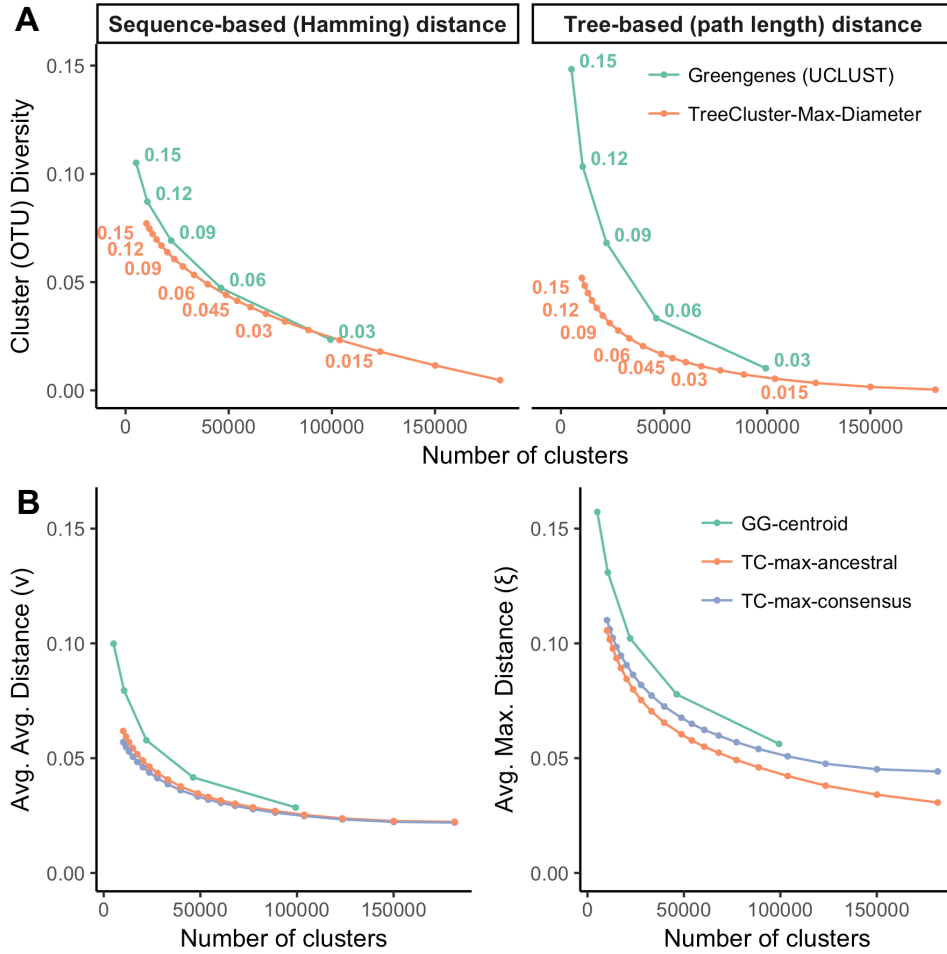 A
Sequence-based (Hamming) distance
Tree-based (path length) distance
Cluster (OTU) Diversity
0.15
0.10
0.05
0.00
0.15
0.12
0.09
0.06
0.03
0.15
0.12
0.09
0.06
0.045
0.03
0.015
0 50000 100000 150000
0.15
0.12
0.09
0.06
0.03
0.15
0.12
0.09
0.06
0.045
0.03
0.015
Greengenes (UCLUST)
TreeCluster-Max-Diameter
0 50000 100000 150000
Number of clusters
B
Avg. Avg. Distance (ν)
0.15
0.10
0.05
0.00
0 50000 100000 150000
Number of clusters
Avg. Max. Distance (ξ)
0.15
0.10
0.05
0.00
GG-centroid
TC-max-ancestral
TC-max-consensus
0 50000 100000 150000
Number of clusters